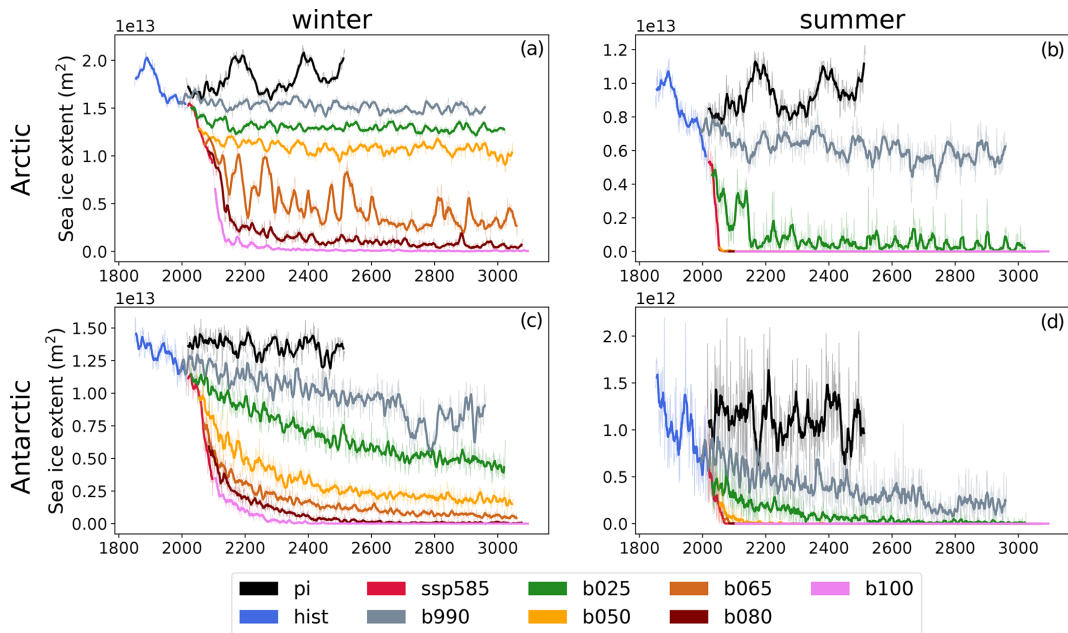 winter
summer
1e13
(a)
1e13
(b)
Arctic
Sea ice extent (m²)
2.0
1.5
1.0
0.5
0.0
1.2
1.0
0.8
0.6
0.4
0.2
0.0
1800 2000 2200 2400 2600 2800 3000
1800 2000 2200 2400 2600 2800 3000
1e13
(c)
1e12
(d)
Antarctic
Sea ice extent (m²)
1.50
1.25
1.00
0.75
0.50
0.25
0.00
2.0
1.5
1.0
0.5
0.0
1800 2000 2200 2400 2600 2800 3000
1800 2000 2200 2400 2600 2800 3000
pi ssp585 b025 b065 b100
hist b990 b050 b080